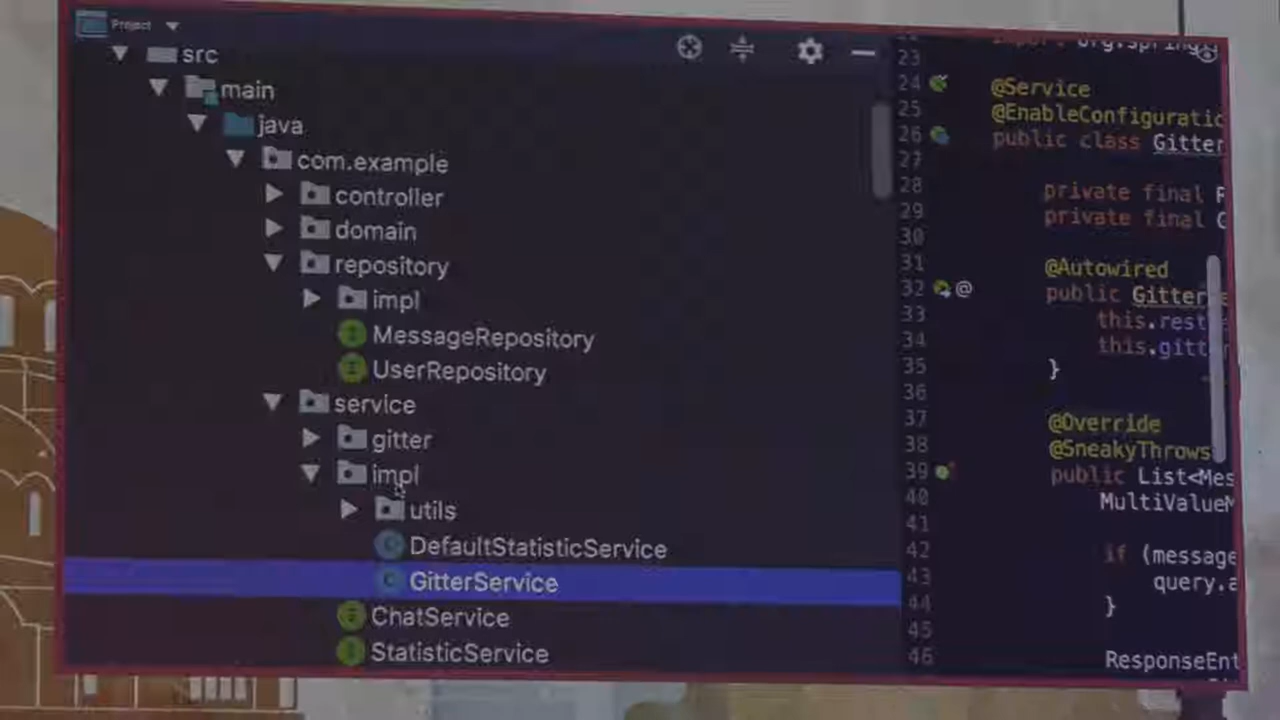 Project
src
main
java
com.example
controller
domain
repository
impl
MessageRepository
UserRepository
service
gitter
impl
utils
DefaultStatisticService
GitterService
ChatService
StatisticService
23
24 @Service
25 @EnableConfiguratic
26 public class Gitter
27
28 private final
29 private final
30
31 @Autowired
32 @ public Gitter
33 this.rest
34 this.gitt
35 }
36
37 @Override
38 @SneakyThrows
39 public List<Mes
40 MultiValueM
41
42 if (message
43 query.a
44 }
45
46 ResponseEnt